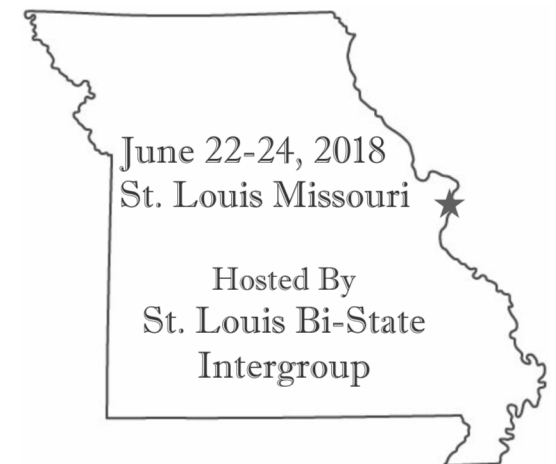 June 22-24, 2018
St. Louis Missouri
Hosted By
St. Louis Bi-State
Intergroup